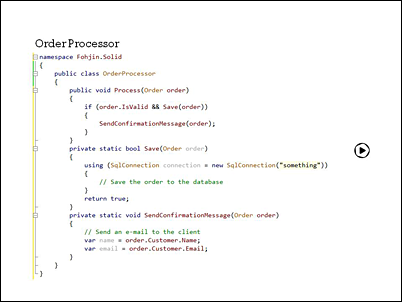 OrderProcessor
namespace Fohjin.Solid
{
public class OrderProcessor
{
public void Process(Order order)
{
if (order.IsValid && Save(order))
{
SendConfirmationMessage(order);
}
}
private static bool Save(Order order)
{
using (SqlConnection connection = new SqlConnection("something"))
{
// Save the order to the database
}
return true;
}
private static void SendConfirmationMessage(Order order)
{
// Send an e-mail to the client
var name = order.Customer.Name;
var email = order.Customer.Email;
}
}
}